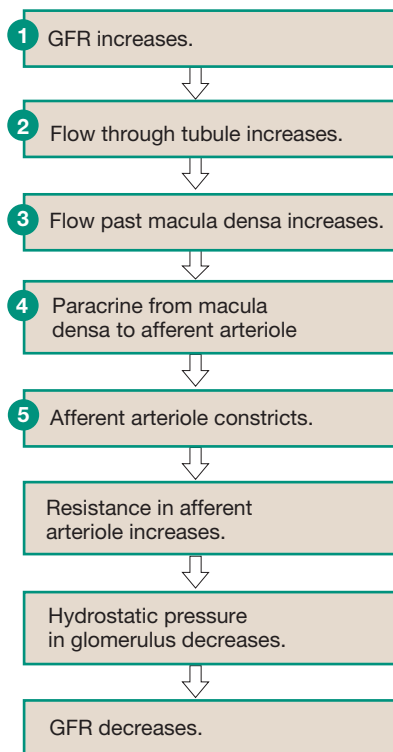 1 GFR increases.
2 Flow through tubule increases.
3 Flow past macula densa increases.
4 Paracrine from macula
densa to afferent arteriole
5 Afferent arteriole constricts.
Resistance in afferent
arteriole increases.
Hydrostatic pressure
in glomerulus decreases.
GFR decreases.